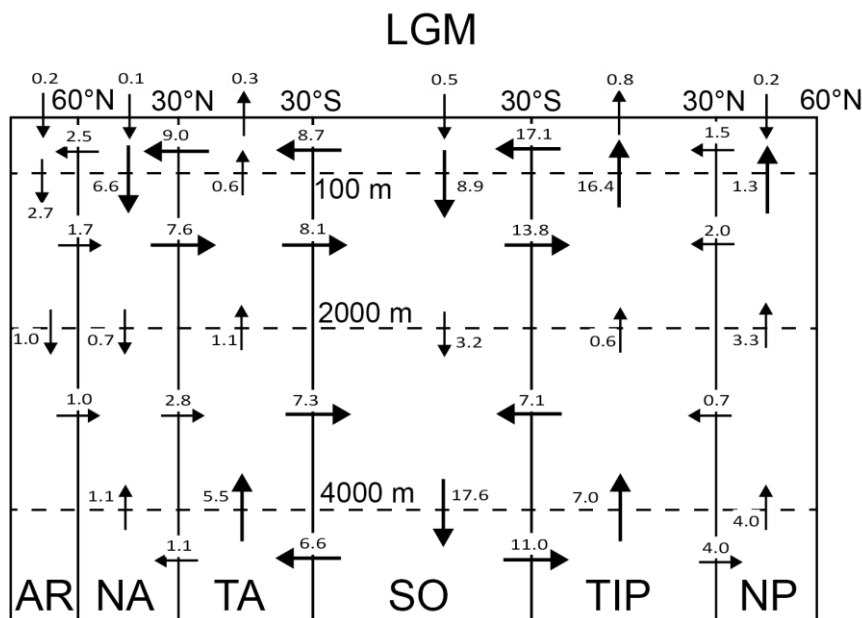 LGM
0.2 0.1 0.3 0.5 0.8 0.2
60°N 30°N 30°S 30°S 30°N 60°N
2.5 9.0 8.7 17.1 1.5
6.6 0.6 100 m 8.9 16.4 1.3
2.7
1.7 7.6 8.1 13.8 2.0
2000 m
1.0 0.7 1.1 3.2 0.6 3.3
1.0 2.8 7.3 7.1 0.7
1.1 5.5 4000 m 17.6 7.0
4.0
1.1 6.6 11.0 4.0
AR NA TA SO TIP NP